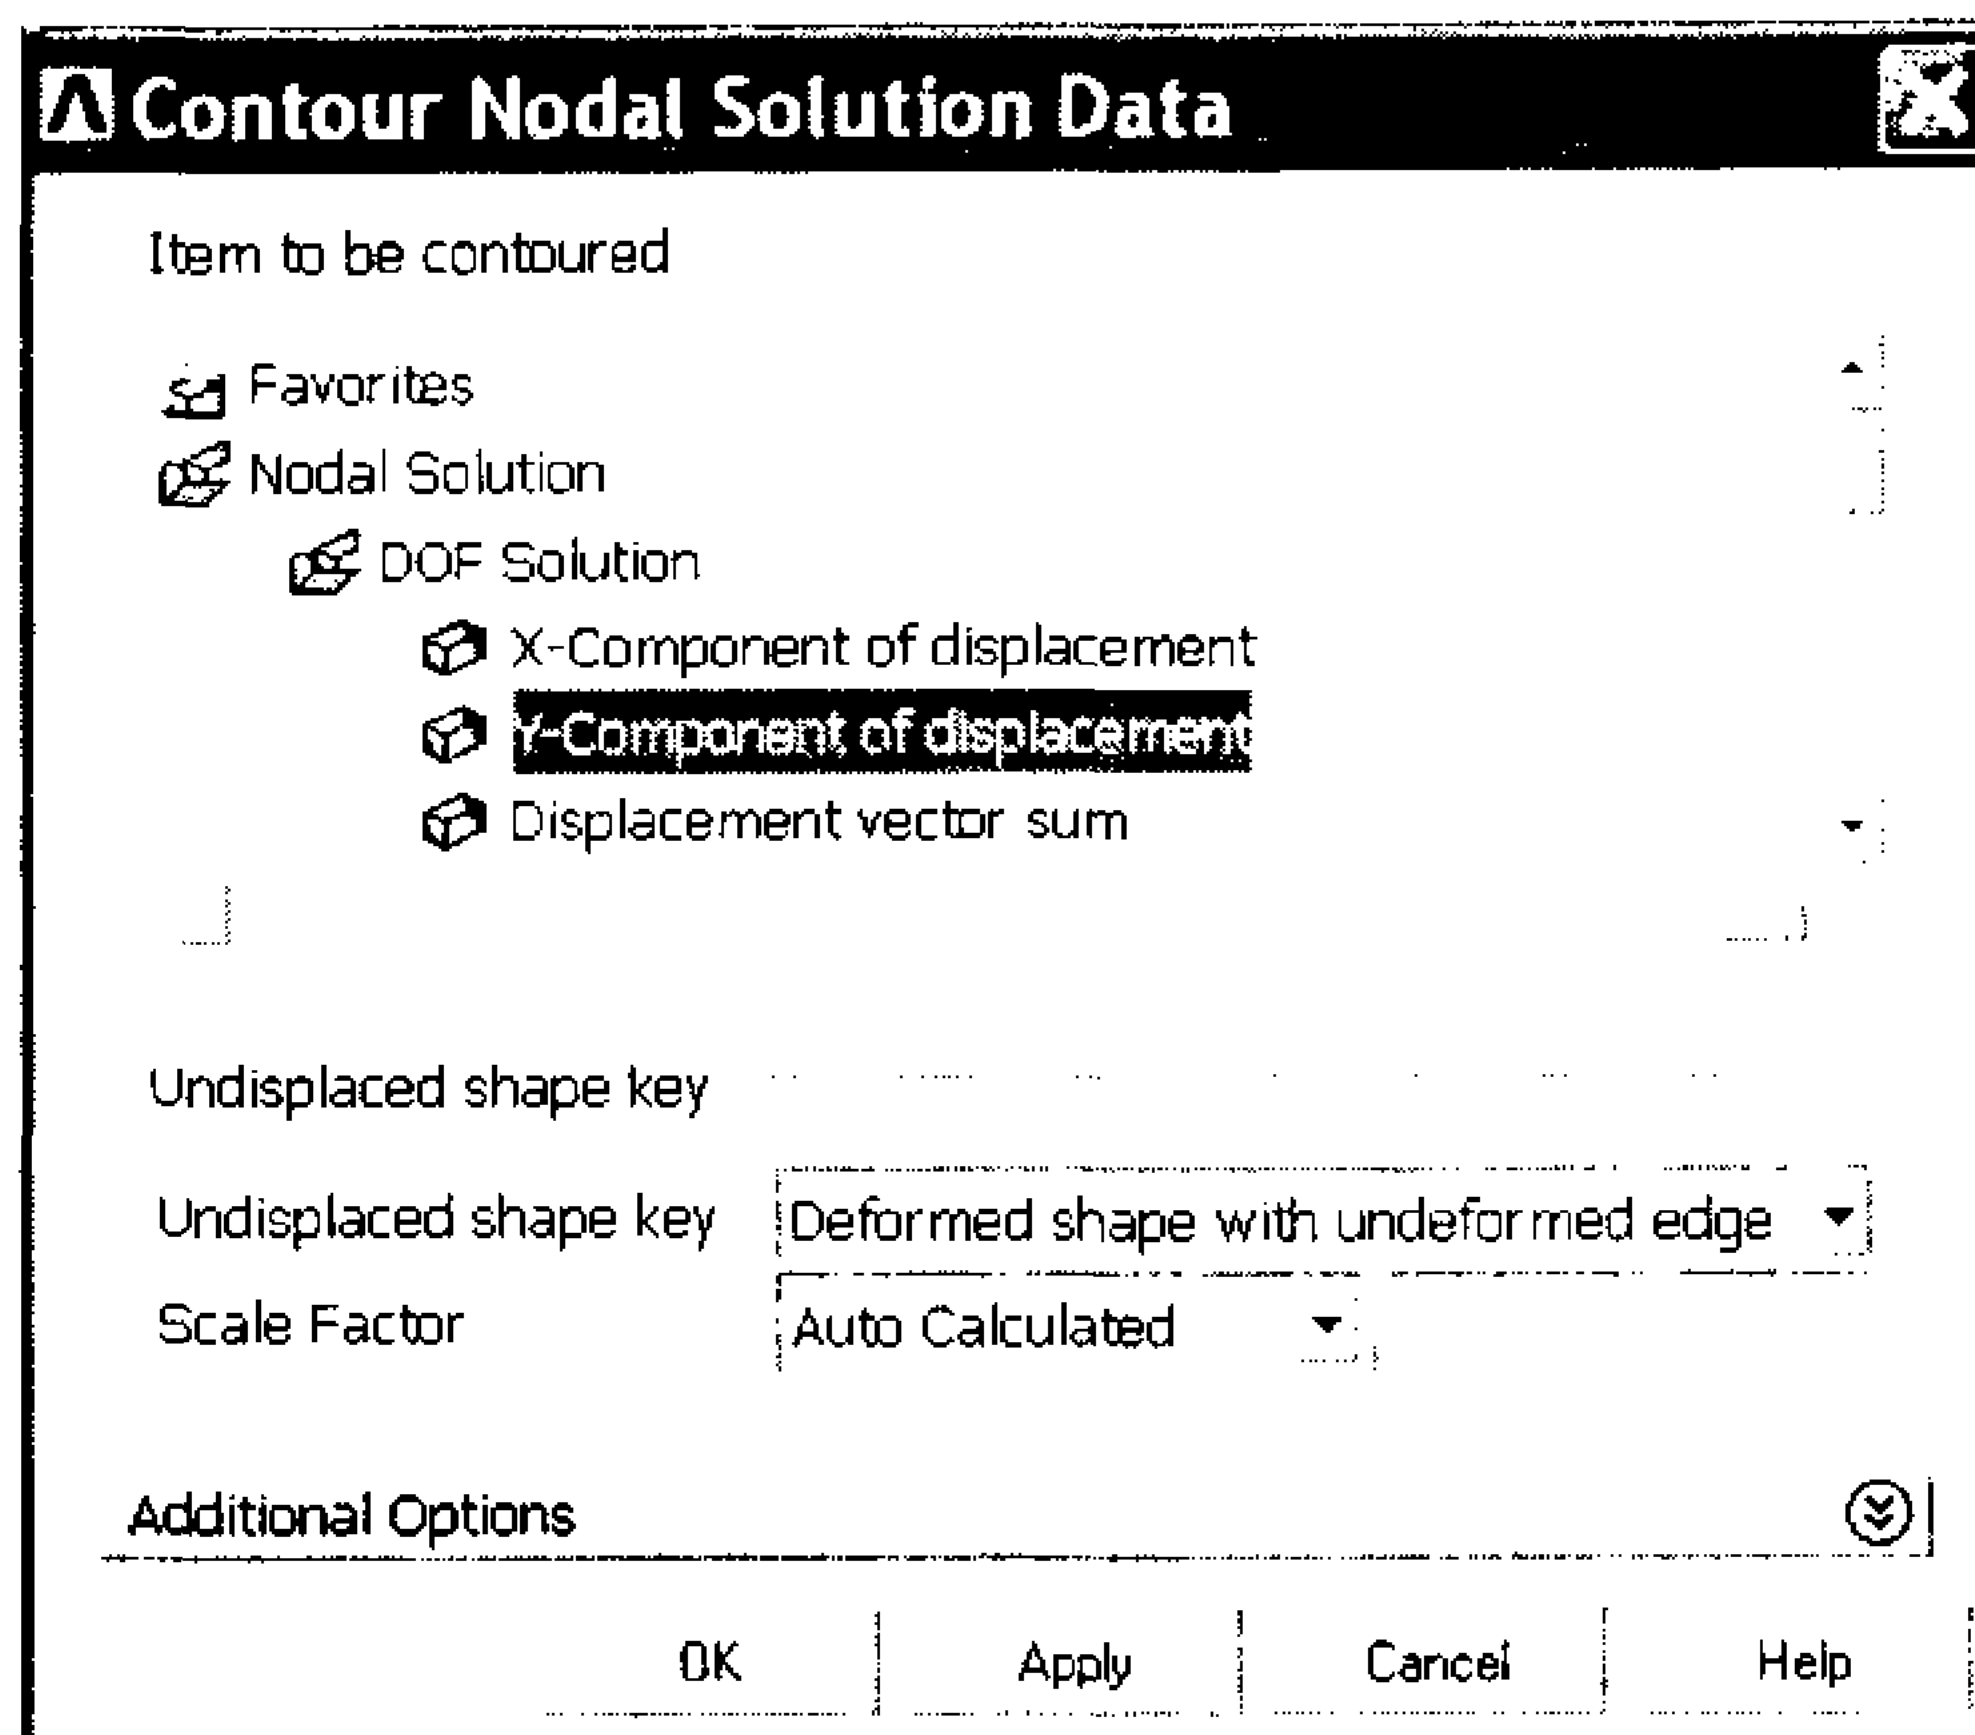 Contour Nodal Solution Data
Item to be contoured
Favorites
Nodal Solution
DOF Solution
X-Component of displacement
Y-Component of displacement
Displacement vector sum
Undisplaced shape key
Undisplaced shape key Deformed shape with undeformed edge
Scale Factor Auto Calculated
Additional Options
OK Apply Cancel Help